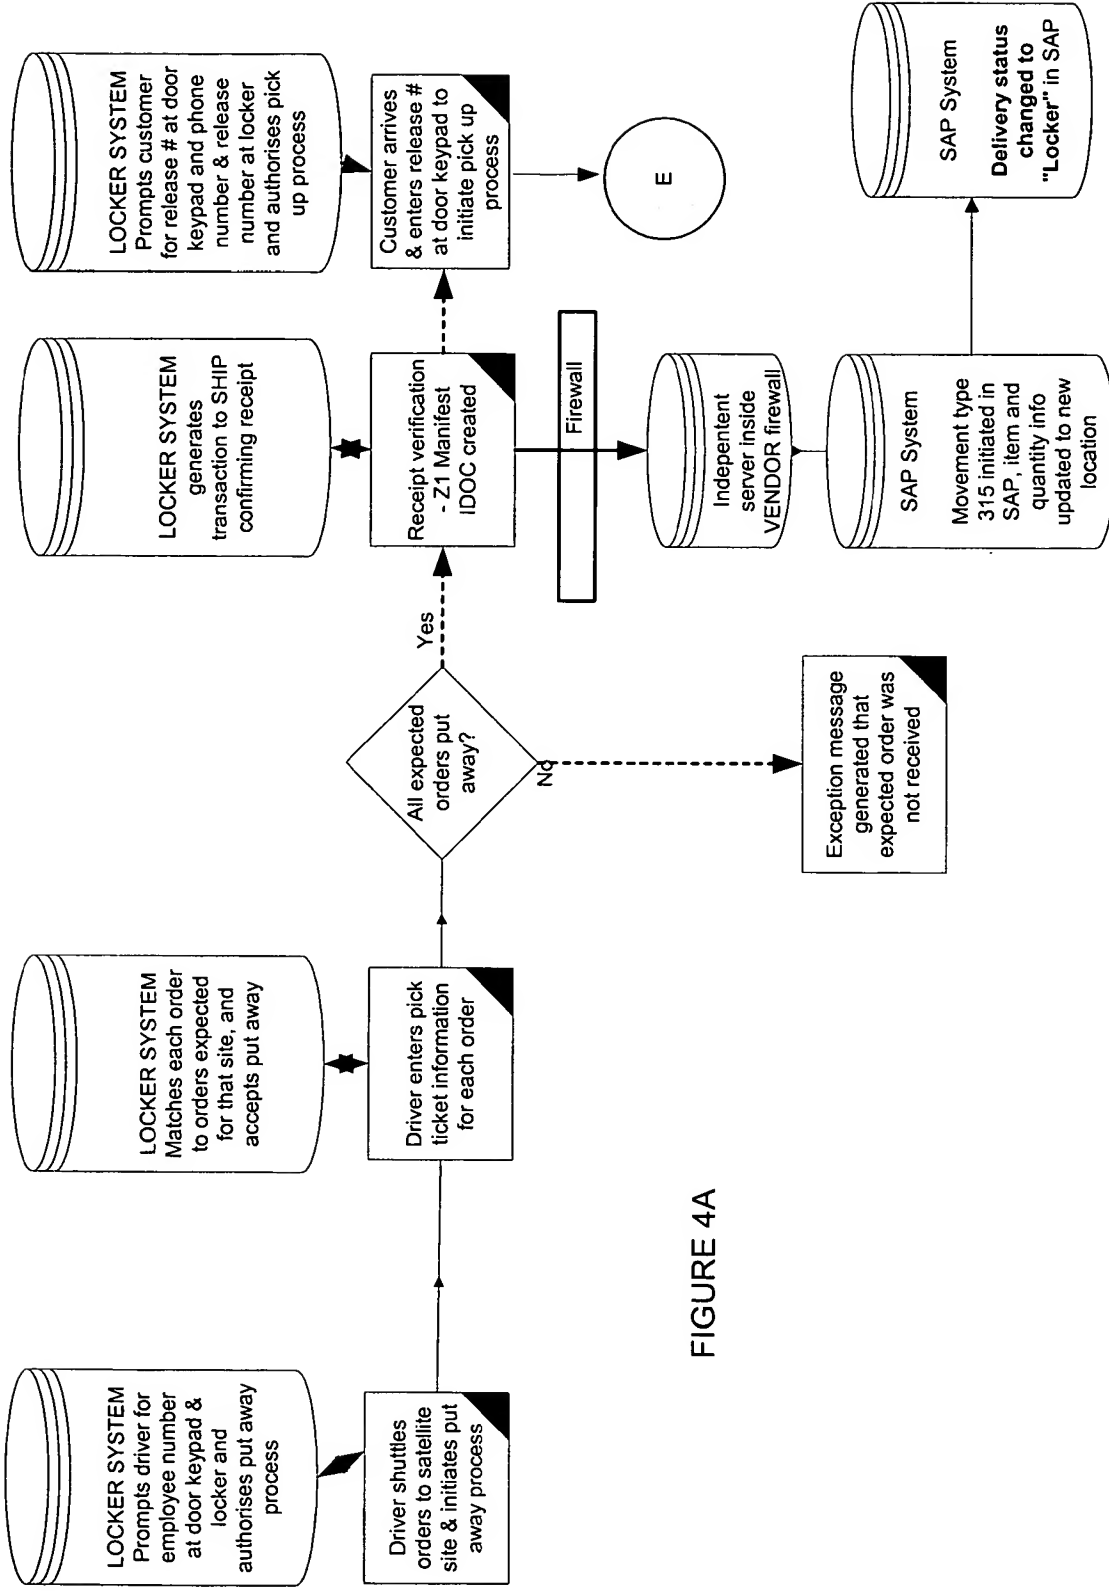 LOCKER SYSTEM
Prompts driver for
employee number
at door keypad &
locker and
authorises put away
process
Driver shuttles
orders to satellite
site & initiates put
away process
LOCKER SYSTEM
Matches each order
to orders expected
for that site, and
accepts put away
Driver enters pick
ticket information
for each order
All expected
orders put
away?
Yes
No
Exception message
generated that
expected order was
not received
LOCKER SYSTEM
generates
transaction to SHIP
confirming receipt
Receipt verification
- Z1 Manifest
IDOC created
Firewall
Indepentent
server inside
VENDOR firewall
SAP System
Movement type
315 initiated in
SAP, item and
quantity info
updated to new
location
LOCKER SYSTEM
Prompts customer
for release # at door
keypad and phone
number & release
number at locker
and authorises pick
up process
Customer arrives
& enters release #
at door keypad to
initiate pick up
process
E
SAP System
Delivery status
changed to
"Locker" in SAP
FIGURE 4A